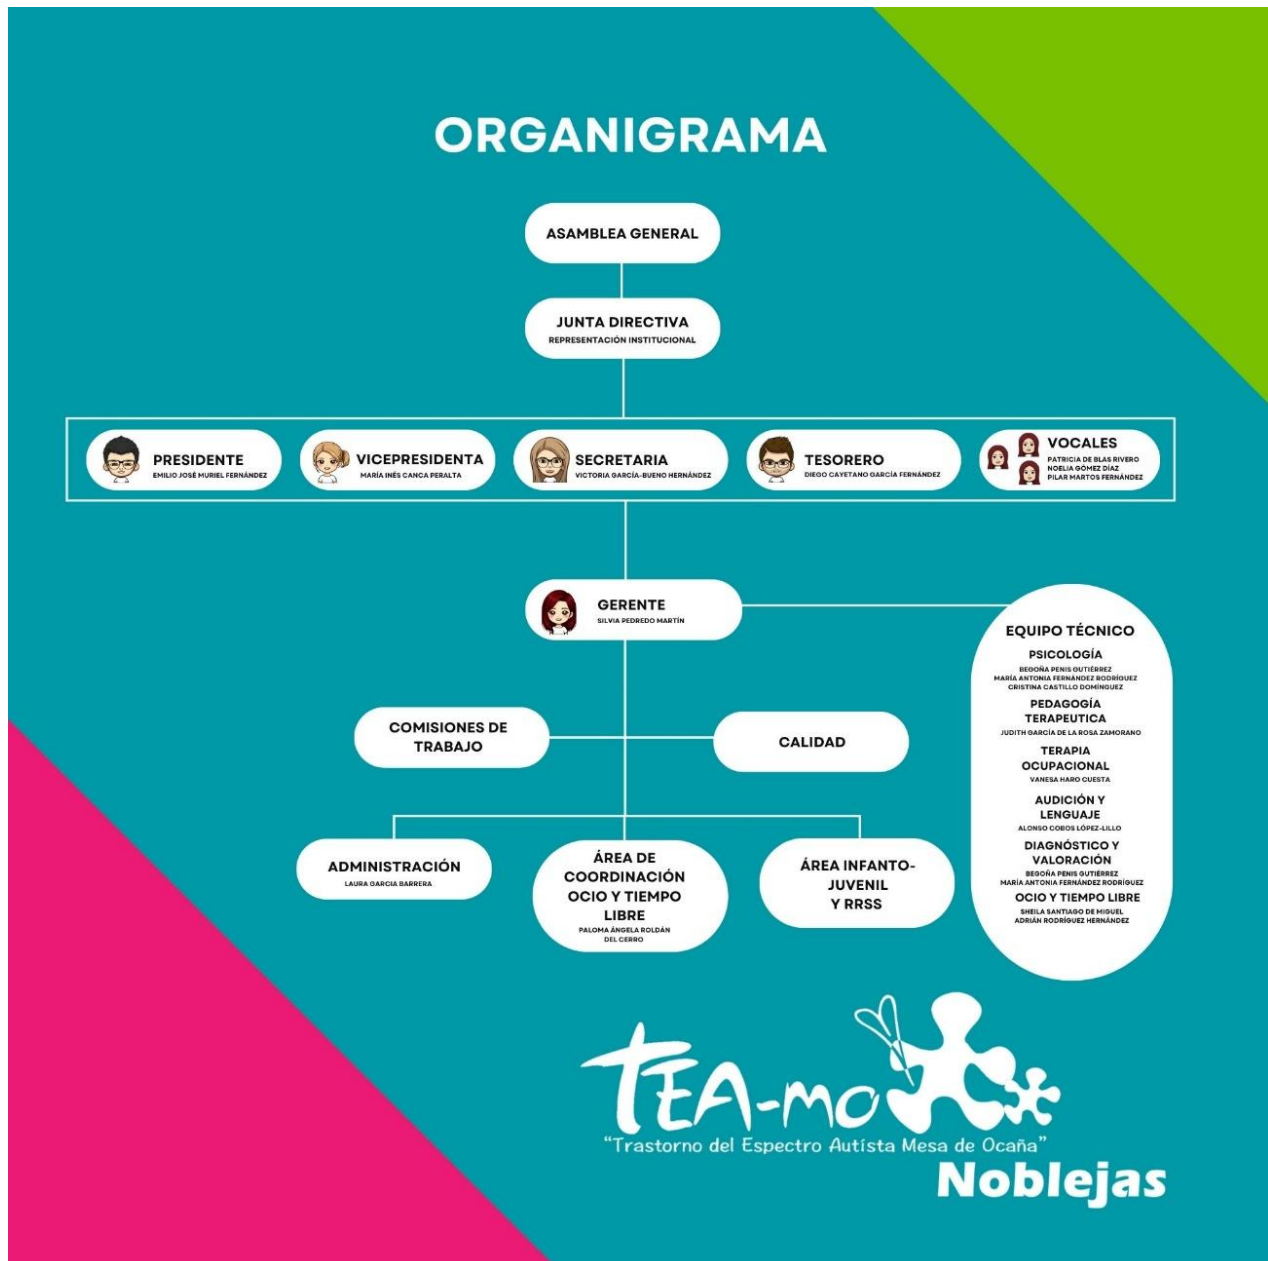 ORGANIGRAMA
ASAMBLEA GENERAL
JUNTA DIRECTIVA
REPRESENTACIÓN INSTITUCIONAL
PRESIDENTE
EMILIO JOSÉ MURIEL FERNÁNDEZ
VICEPRESIDENTA
MARÍA INÉS CANCA PERALTA
SECRETARIA
VICTORIA GARCÍA-BUENO HERNÁNDEZ
TESORERO
DIEGO CAYETANO GARCÍA FERNÁNDEZ
VOCALES
PATRICIA DE BLAS RIVERO
NOELIA GÓMEZ DÍAZ
PILAR MARTOS FERNÁNDEZ
GERENTE
SILVIA PEDREDO MARTÍN
EQUIPO TÉCNICO
PSICOLOGÍA
BEGOÑA PENIS GUTIÉRREZ
MARÍA ANTONIA FERNÁNDEZ RODRÍGUEZ
CRISTINA CASTILLO DOMÍNGUEZ
PEDAGOGÍA
TERAPEUTICA
JUDITH GARCÍA DE LA ROSA ZAMORANO
TERAPIA
OCUPACIONAL
VANESA HARO CUESTA
AUDICIÓN Y
LENGUAJE
ALONSO COBOS LÓPEZ-LILLO
DIAGNÓSTICO Y
VALORACIÓN
BEGOÑA PENIS GUTIÉRREZ
MARÍA ANTONIA FERNÁNDEZ RODRÍGUEZ
OCIO Y TIEMPO LIBRE
SHEILA SANTIAGO DE MIGUEL
ADRIÁN RODRÍGUEZ HERNÁNDEZ
COMISIONES DE
TRABAJO
CALIDAD
ADMINISTRACIÓN
LAURA GARCIA BARRERA
ÁREA DE
COORDINACIÓN
OCIO Y TIEMPO
LIBRE
PALOMA ÁNGELA ROLDÁN
DEL CERRO
ÁREA INFANTO-
JUVENIL
Y RRSS
TEA-mo
"Trastorno del Espectro Autísta Mesa de Ocaña"
Noblejas